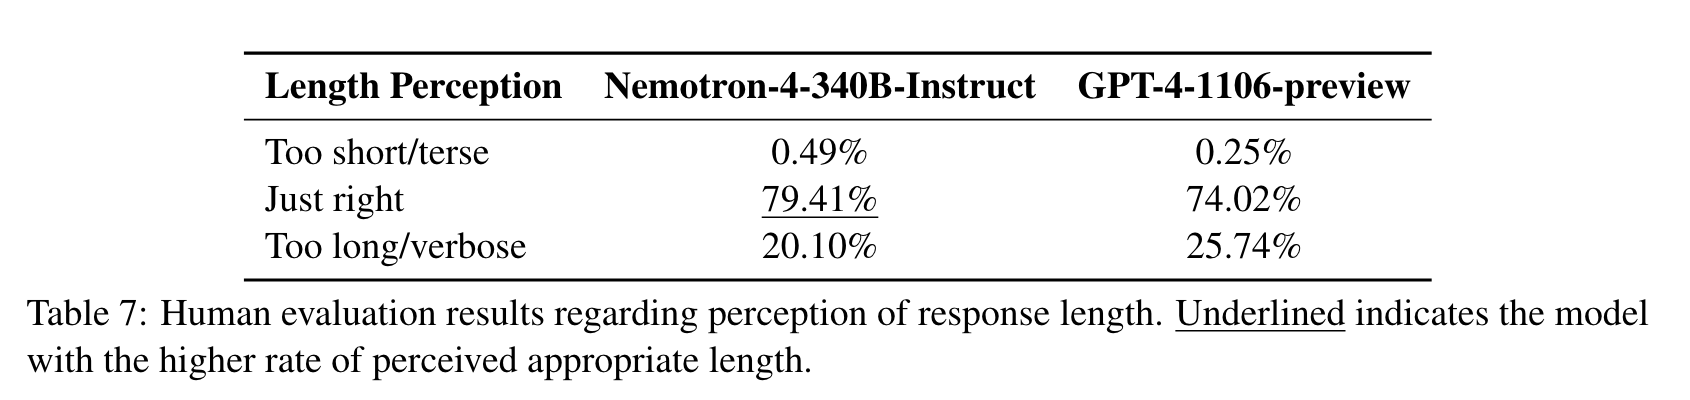 Length Perception Nemotron-4-340B-Instruct GPT-4-1106-preview
Too short/terse 0.49% 0.25%
Just right 79.41% 74.02%
Too long/verbose 20.10% 25.74%
Table 7: Human evaluation results regarding perception of response length. Underlined indicates the model
with the higher rate of perceived appropriate length.